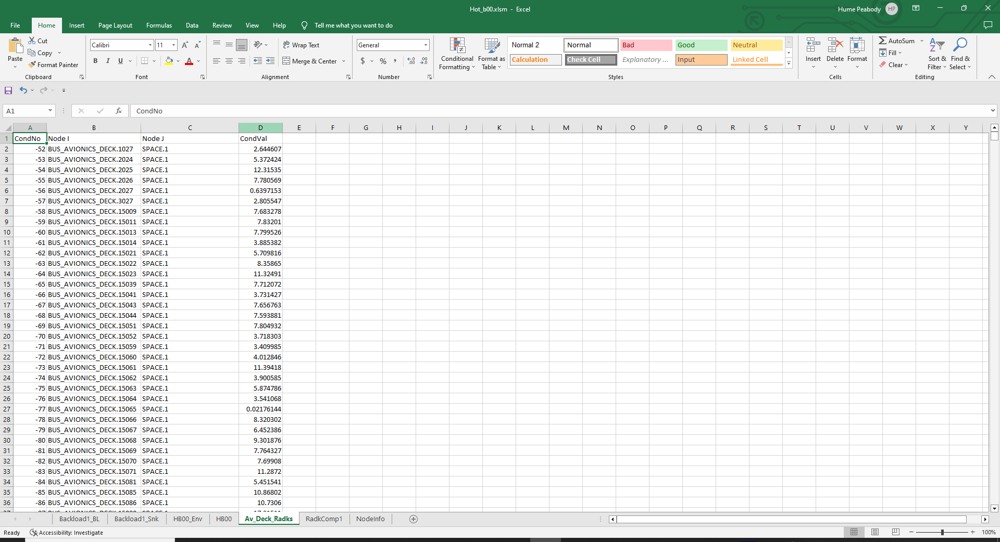 Hot_b00.xlsm - Excel
Hume Peabody HP
File Home Insert Page Layout Formulas Data Review View Help Tell me what you want to do
Paste
Cut
Copy
Format Painter
Clipboard
Calibri 11
B I U
Font
Wrap Text
Merge & Center
Alignment
General
$ % ,
Number
Conditional Formatting
Format as Table
Normal 2 Normal Bad Good Neutral
Calculation Check Cell Explanatory ... Input Linked Cell
Styles
Insert Delete Format
Cells
AutoSum
Fill
Clear
Sort & Filter
Find & Select
Editing
A1 fx CondNo
A B C D E F G H I J K L M N O P Q R S T U V W X Y
1 CondNo Node I Node J CondVal
2 -52 BUS_AVIONICS_DECK.1027 SPACE.1 2.644607
3 -53 BUS_AVIONICS_DECK.2024 SPACE.1 5.372424
4 -54 BUS_AVIONICS_DECK.2025 SPACE.1 12.31535
5 -55 BUS_AVIONICS_DECK.2026 SPACE.1 7.780569
6 -56 BUS_AVIONICS_DECK.2027 SPACE.1 0.6397153
7 -57 BUS_AVIONICS_DECK.3027 SPACE.1 2.805547
8 -58 BUS_AVIONICS_DECK.15009 SPACE.1 7.683278
9 -59 BUS_AVIONICS_DECK.15011 SPACE.1 7.83201
10 -60 BUS_AVIONICS_DECK.15013 SPACE.1 7.799526
11 -61 BUS_AVIONICS_DECK.15014 SPACE.1 3.885382
12 -62 BUS_AVIONICS_DECK.15021 SPACE.1 5.709816
13 -63 BUS_AVIONICS_DECK.15022 SPACE.1 8.35865
14 -64 BUS_AVIONICS_DECK.15023 SPACE.1 11.32491
15 -65 BUS_AVIONICS_DECK.15039 SPACE.1 7.712072
16 -66 BUS_AVIONICS_DECK.15041 SPACE.1 3.731427
17 -67 BUS_AVIONICS_DECK.15043 SPACE.1 7.656763
18 -68 BUS_AVIONICS_DECK.15044 SPACE.1 7.593881
19 -69 BUS_AVIONICS_DECK.15051 SPACE.1 7.804932
20 -70 BUS_AVIONICS_DECK.15052 SPACE.1 3.718303
21 -71 BUS_AVIONICS_DECK.15059 SPACE.1 3.409985
22 -72 BUS_AVIONICS_DECK.15060 SPACE.1 4.012846
23 -73 BUS_AVIONICS_DECK.15061 SPACE.1 11.39418
24 -74 BUS_AVIONICS_DECK.15062 SPACE.1 3.900585
25 -75 BUS_AVIONICS_DECK.15063 SPACE.1 5.874786
26 -76 BUS_AVIONICS_DECK.15064 SPACE.1 3.541068
27 -77 BUS_AVIONICS_DECK.15065 SPACE.1 0.02176144
28 -78 BUS_AVIONICS_DECK.15066 SPACE.1 8.320302
29 -79 BUS_AVIONICS_DECK.15067 SPACE.1 6.452386
30 -80 BUS_AVIONICS_DECK.15068 SPACE.1 9.301876
31 -81 BUS_AVIONICS_DECK.15069 SPACE.1 7.764327
32 -82 BUS_AVIONICS_DECK.15070 SPACE.1 7.69908
33 -83 BUS_AVIONICS_DECK.15071 SPACE.1 11.2872
34 -84 BUS_AVIONICS_DECK.15081 SPACE.1 5.451541
35 -85 BUS_AVIONICS_DECK.15085 SPACE.1 10.86802
36 -86 BUS_AVIONICS_DECK.15086 SPACE.1 10.7306
Backload1_BL Backload1_Snk HB00_Env HB00 Av_Deck_Radks RadkComp1 NodeInfo
Ready Accessibility: Investigate 100%